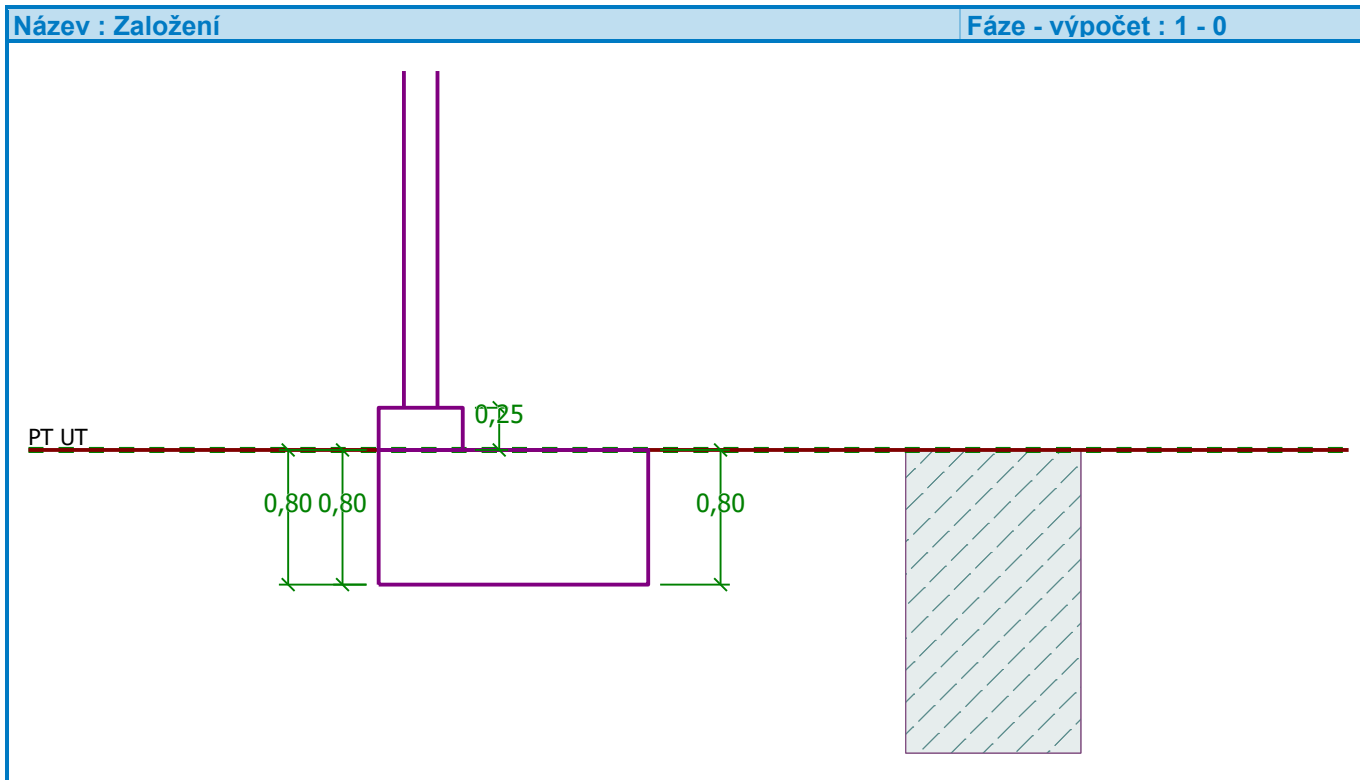 Název : Založení
Fáze - výpočet : 1 - 0
0,25
PT UT
0,80 0,80 0,80